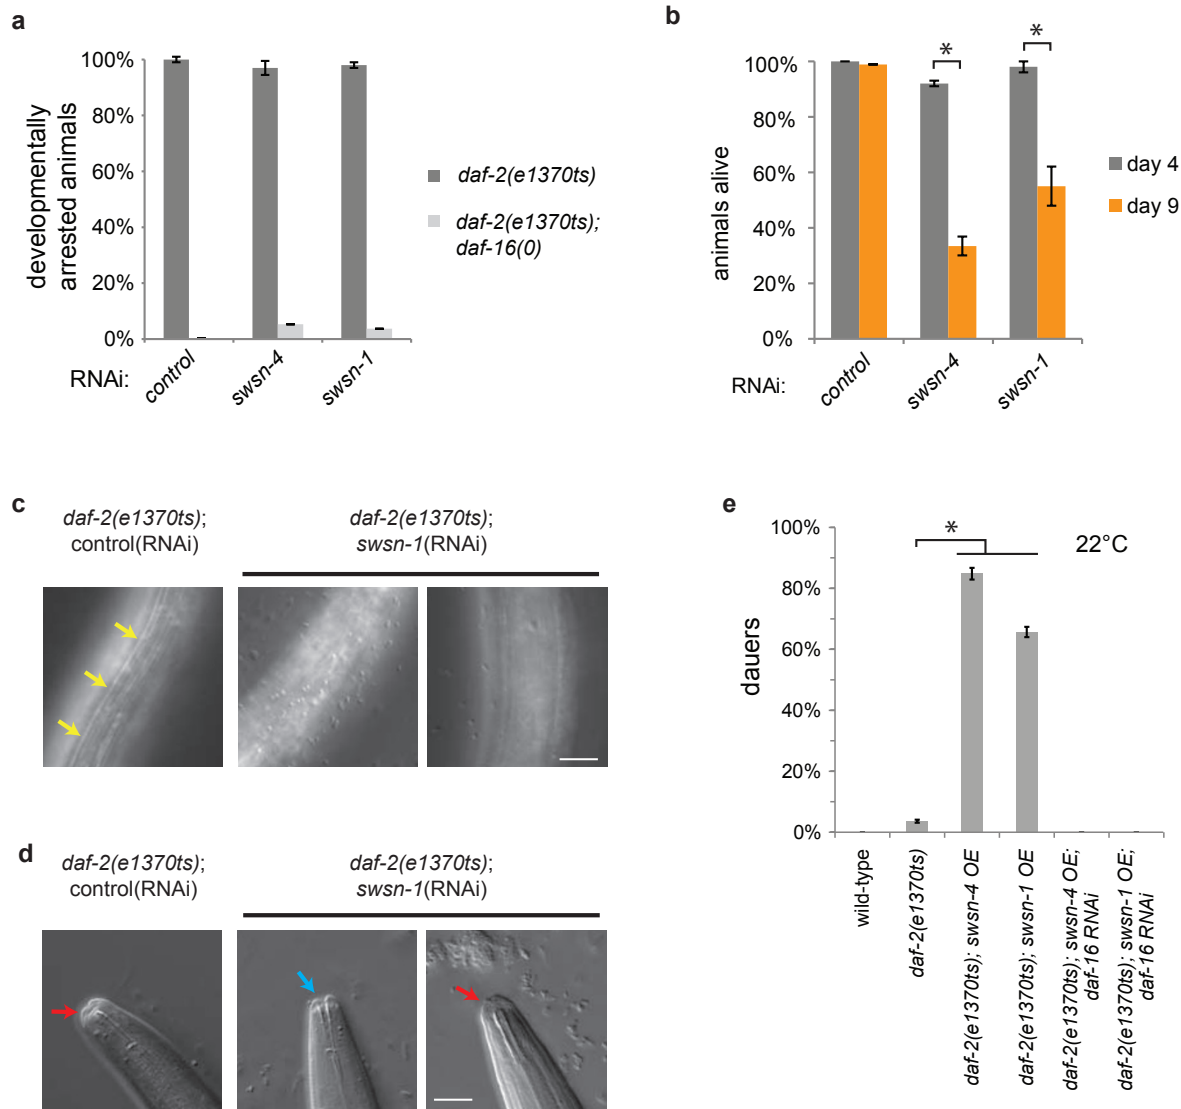 a
100%
80%
60%
40%
20%
0%
developmentally
arrested animals
RNAi:
control
swsn-4
swsn-1
daf-2(e1370ts)
daf-2(e1370ts);
daf-16(0)
b
*
*
100%
80%
60%
40%
20%
0%
animals alive
RNAi:
control
swsn-4
swsn-1
day 4
day 9
c
daf-2(e1370ts);
control(RNAi)
daf-2(e1370ts);
swsn-1(RNAi)
d
daf-2(e1370ts);
control(RNAi)
daf-2(e1370ts);
swsn-1(RNAi)
e
100%
80%
60%
40%
20%
0%
dauers
*
22°C
wild-type
daf-2(e1370ts)
daf-2(e1370ts); swsn-4 OE
daf-2(e1370ts); swsn-1 OE
daf-2(e1370ts); swsn-4 OE;
daf-16 RNAi
daf-2(e1370ts); swsn-1 OE;
daf-16 RNAi